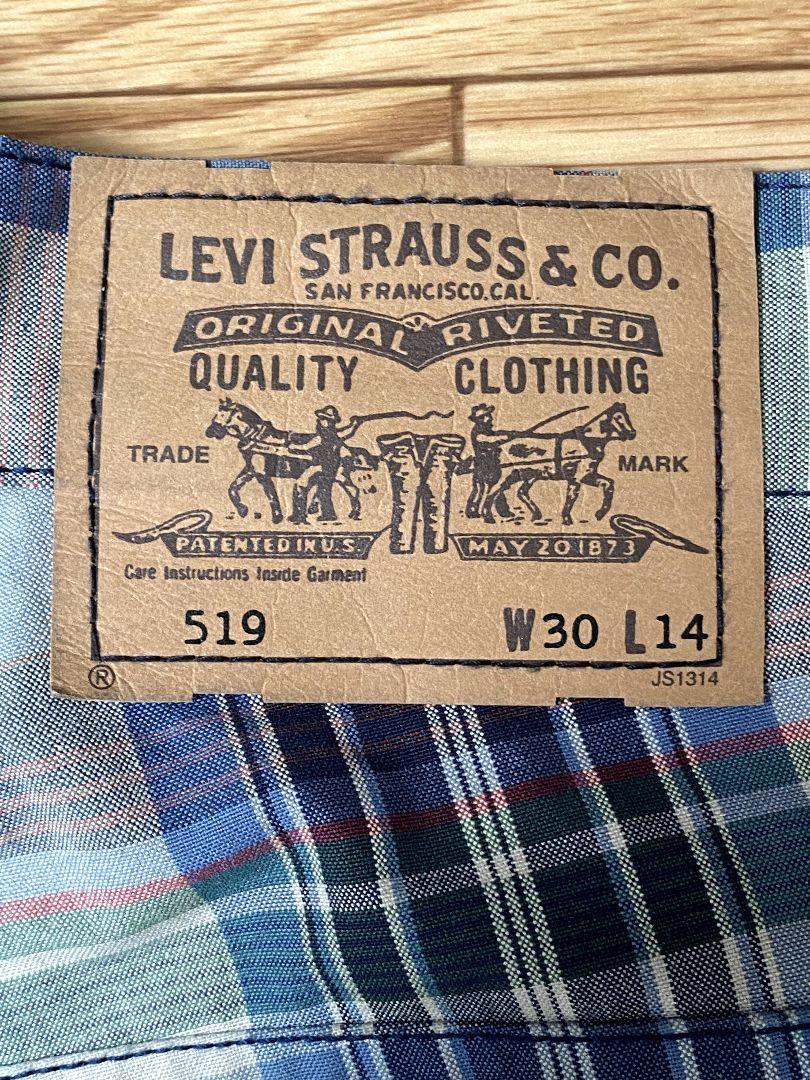 LEVI STRAUSS & CO.
SAN FRANCISCO.CAL.
ORIGINAL RIVETED
QUALITY CLOTHING
TRADE MARK
PATENTED IN U.S. MAY 20 1873
Care Instructions Inside Garment
519 W30 L14
® JS1314